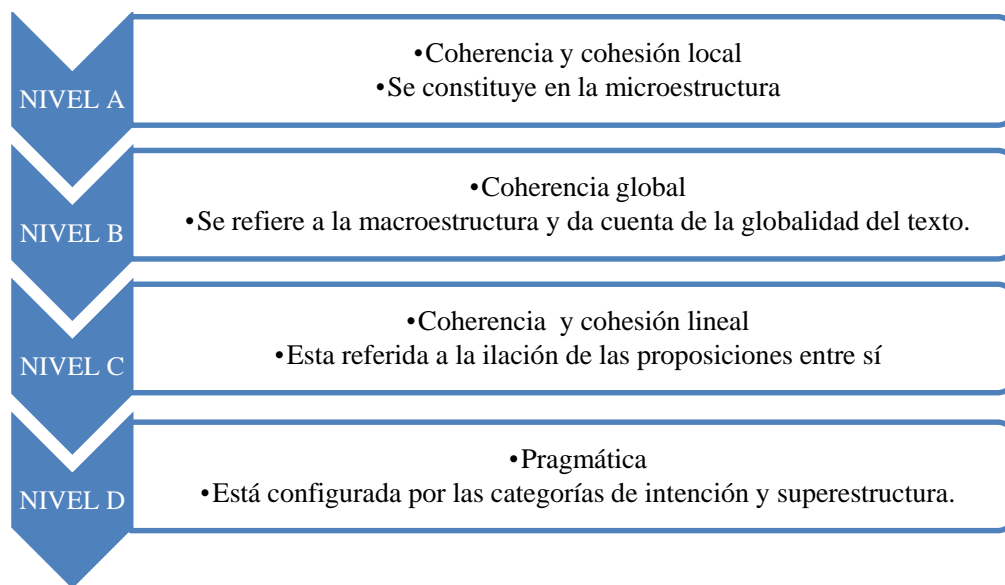 NIVEL A
•Coherencia y cohesión local
•Se constituye en la microestructura
NIVEL B
•Coherencia global
•Se refiere a la macroestructura y da cuenta de la globalidad del texto.
NIVEL C
•Coherencia y cohesión lineal
•Esta referida a la ilación de las proposiciones entre sí
NIVEL D
•Pragmática
•Está configurada por las categorías de intención y superestructura.